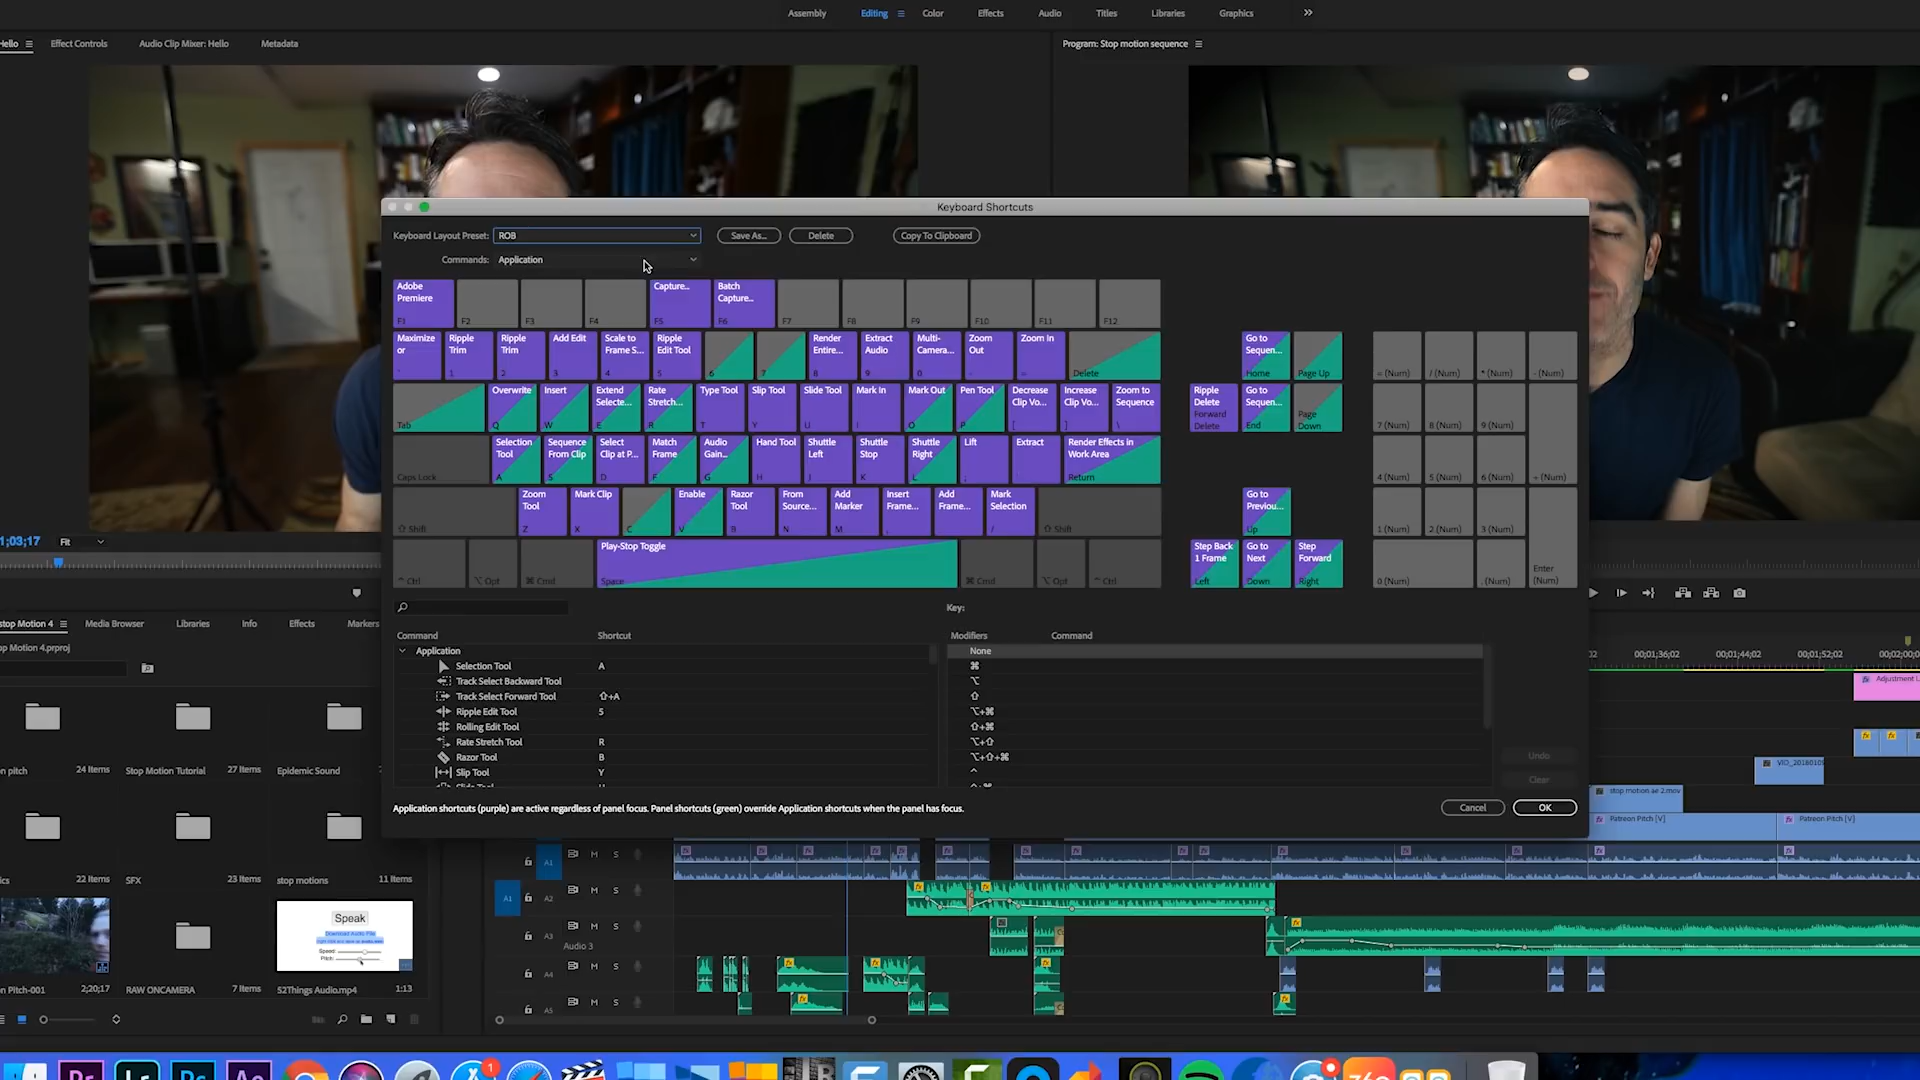 Assembly
Editing
Color
Effects
Audio
Titles
Libraries
Graphics
Hello
Effect Controls
Audio Clip Mixer: Hello
Metadata
Program: Stop motion sequence
Keyboard Shortcuts
Keyboard Layout Preset: ROB
Save As...
Delete
Copy To Clipboard
Commands: Application
Adobe Premiere F1
F2
F3
F4
Capture... F5
Batch Capture... F6
F7
F8
F9
F10
F11
F12
Maximize or `
Ripple Trim 1
Ripple Trim 2
Add Edit 3
Scale to Frame S... 4
Ripple Edit Tool 5
6
7
Render Entire... 8
Extract Audio 9
Multi-Camera... 0
Zoom Out -
Zoom In =
Delete
Go to Sequen... Home
Page Up
= (Num)
/ (Num)
* (Num)
- (Num)
Tab
Overwrite Q
Insert W
Extend Selecte... E
Rate Stretch... R
Type Tool T
Slip Tool Y
Slide Tool U
Mark In I
Mark Out O
Pen Tool P
Decrease Clip Vo... [
Increase Clip Vo... ]
Zoom to Sequence \
Ripple Delete Forward Delete
Go to Sequen... End
Page Down
7 (Num)
8 (Num)
9 (Num)
Caps Lock
Selection Tool A
Sequence From Clip S
Select Clip at P... D
Match Frame F
Audio Gain... G
Hand Tool H
Shuttle Left J
Shuttle Stop K
Shuttle Right L
Lift ;
Extract '
Render Effects in Work Area Return
4 (Num)
5 (Num)
6 (Num)
+ (Num)
⇧ Shift
Zoom Tool Z
Mark Clip X
C
Enable V
Razor Tool B
From Source... N
Add Marker M
Insert Frame... ,
Add Frame... .
Mark Selection /
⇧ Shift
Go to Previou... Up
1 (Num)
2 (Num)
3 (Num)
^ Ctrl
⌥ Opt
⌘ Cmd
Play-Stop Toggle Space
⌘ Cmd
⌥ Opt
^ Ctrl
Step Back 1 Frame Left
Go to Next Down
Step Forward Right
0 (Num)
. (Num)
Enter (Num)
1;03;17
Fit
Key:
Command
Shortcut
Modifiers
Command
Application
None
Selection Tool A
⌘
Track Select Backward Tool
⌥
Track Select Forward Tool ⇧+A
⇧
Ripple Edit Tool 5
⌥+⌘
Rolling Edit Tool
⇧+⌘
Rate Stretch Tool R
⌥+⇧
Razor Tool B
⌥+⇧+⌘
Slip Tool Y
^
Undo
Clear
Application shortcuts (purple) are active regardless of panel focus. Panel shortcuts (green) override Application shortcuts when the panel has focus.
Cancel
OK
stop Motion 4
Media Browser
Libraries
Info
Effects
Markers
top Motion 4.prproj
n pitch
24 Items
Stop Motion Tutorial
27 Items
Epidemic Sound
22 Items
SFX
23 Items
stop motions
11 Items
Speak
Download Audio File
Speed:
Pitch:
n Pitch-001
2;20;17
RAW ONCAMERA
7 Items
52Things Audio.mp4
1:13
00;01;36;02
00;01;44;02
00;01;52;02
Adjustment
stop motion ae 2.mov
Patreon Pitch [V]
Patreon Pitch [V]
A1
M
S
A1
A2
M
S
A3
M
S
Audio 3
A4
M
S
A5
M
S
1